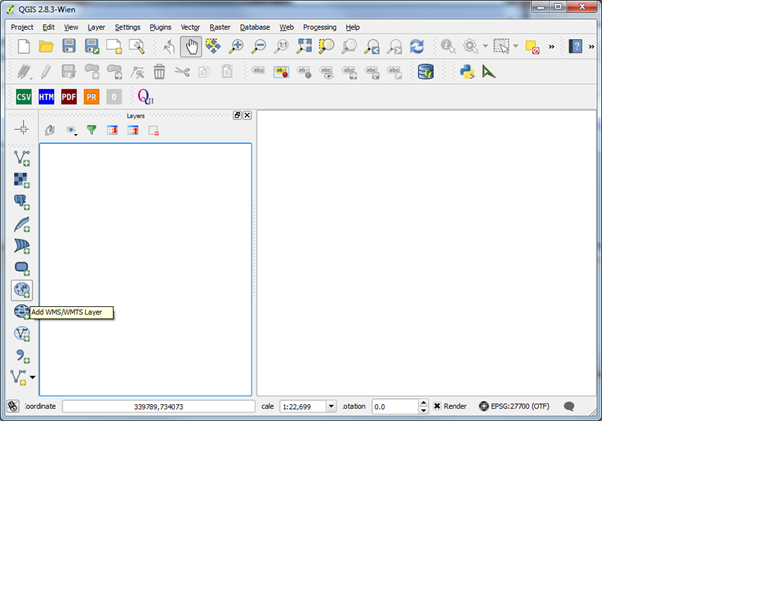 QGIS 2.8.3-Wien
Project Edit View Layer Settings Plugins Vector Raster Database Web Processing Help
CSV HTM PDF PR 0 QII
Layers
Add WMS/WMTS Layer
:oordinate 339789,734073 cale 1:22,699 .otation 0.0 Render EPSG:27700 (OTF)